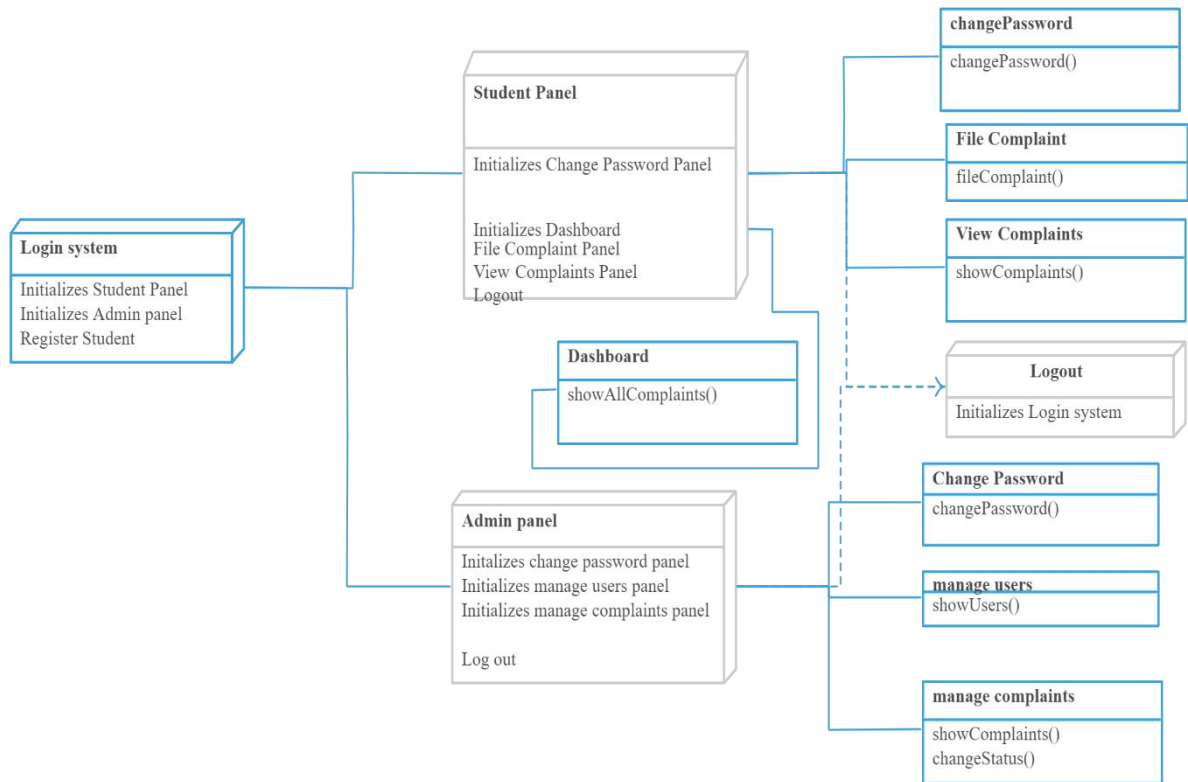 Login system
Initializes Student Panel
Initializes Admin panel
Register Student
Student Panel
Initializes Change Password Panel
Initializes Dashboard
File Complaint Panel
View Complaints Panel
Logout
Dashboard
showAllComplaints()
Admin panel
Initalizes change password panel
Initializes manage users panel
Initializes manage complaints panel
Log out
changePassword
changePassword()
File Complaint
fileComplaint()
View Complaints
showComplaints()
Logout
Initializes Login system
Change Password
changePassword()
manage users
showUsers()
manage complaints
showComplaints()
changeStatus()